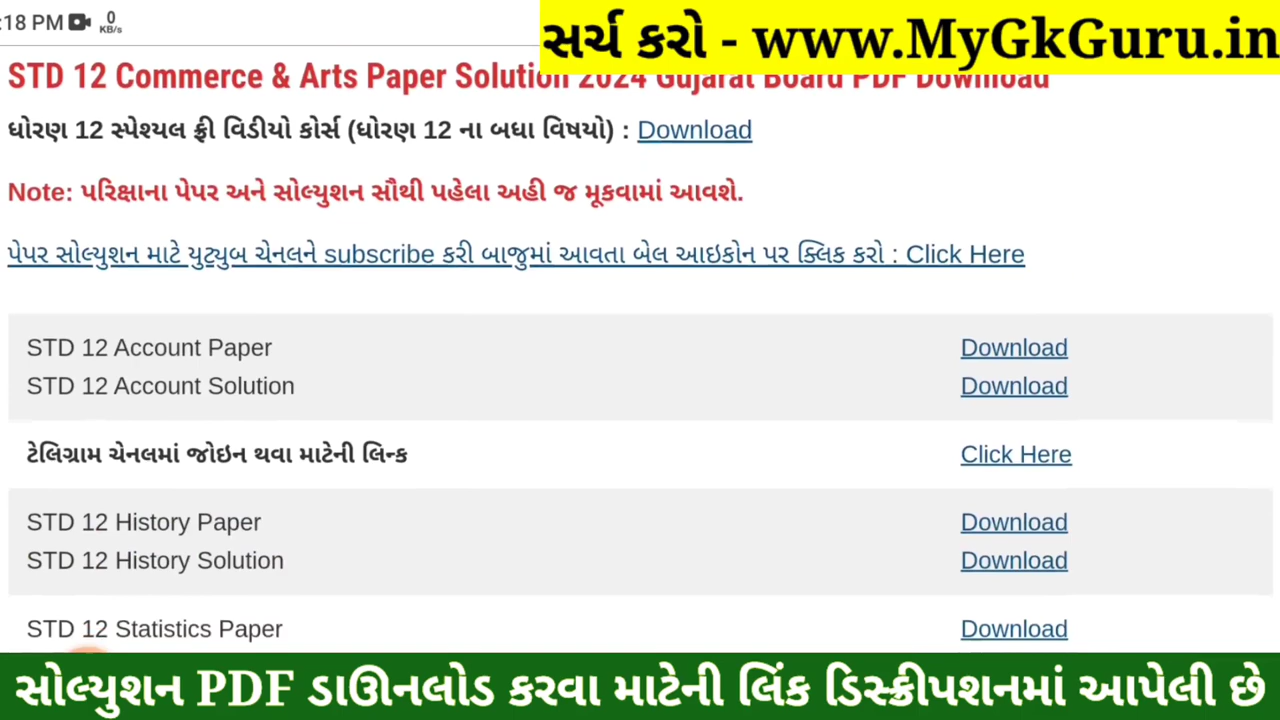 :18 PM 0 KB/s
સર્ચ કરો - www.MyGkGuru.in
STD 12 Commerce & Arts Paper Solution 2024 Gujarat Board PDF Download
ધોરણ 12 સ્પેશ્યલ ફ્રી વિડીયો કોર્સ (ધોરણ 12 ના બધા વિષયો) : Download
Note: પરિક્ષાના પેપર અને સોલ્યુશન સૌથી પહેલા અહી જ મૂકવામાં આવશે.
પેપર સોલ્યુશન માટે યુટ્યુબ ચેનલને subscribe કરી બાજુમાં આવતા બેલ આઇકોન પર ક્લિક કરો : Click Here
STD 12 Account Paper Download
STD 12 Account Solution Download
ટેલિગ્રામ ચેનલમાં જોઇન થવા માટેની લિન્ક Click Here
STD 12 History Paper Download
STD 12 History Solution Download
STD 12 Statistics Paper Download
સોલ્યુશન PDF ડાઊનલોડ કરવા માટેની લિંક ડિસ્ક્રીપશનમાં આપેલી છે